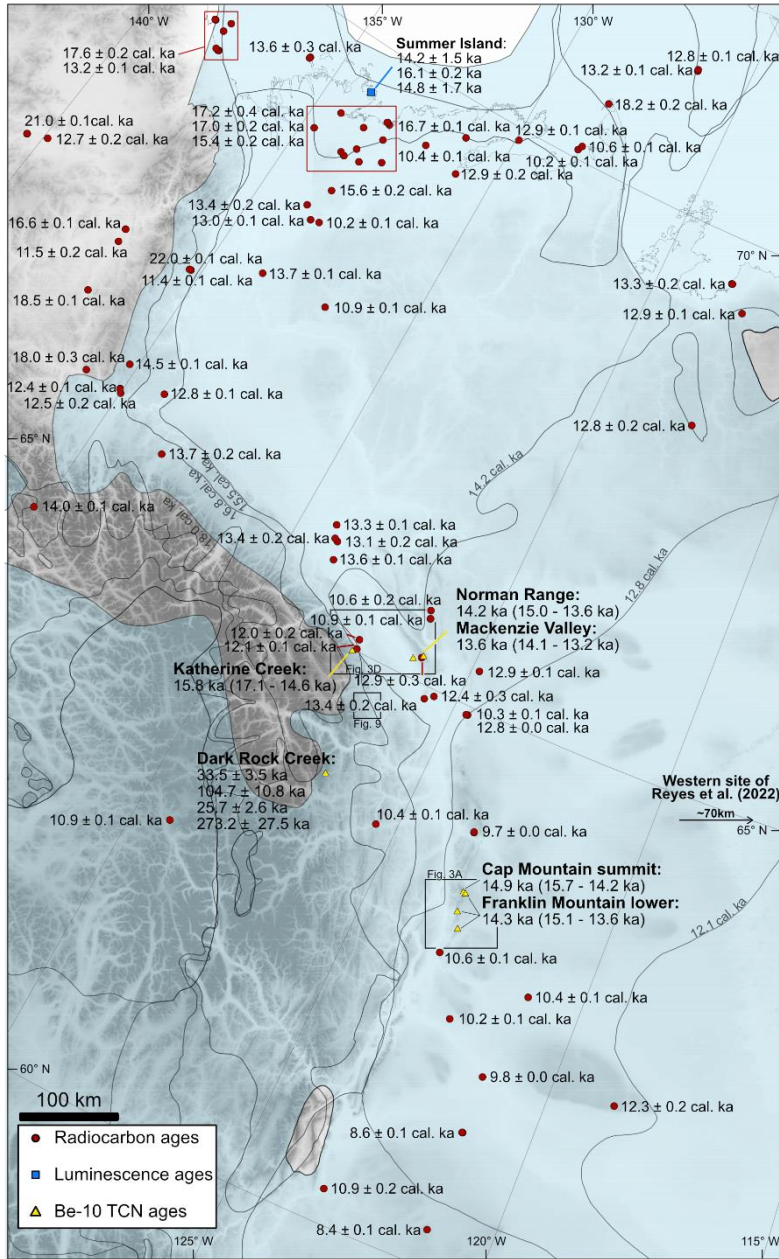 140° W
135° W
130° W
17.6 ± 0.2 cal. ka
13.2 ± 0.1 cal. ka
13.6 ± 0.3 cal. ka
Summer Island:
14.2 ± 1.5 ka
16.1 ± 0.2 ka
14.8 ± 1.7 ka
12.8 ± 0.1 cal. ka
13.2 ± 0.1 cal. ka
18.2 ± 0.2 cal. ka
21.0 ± 0.1cal. ka
12.7 ± 0.2 cal. ka
17.2 ± 0.4 cal. ka
17.0 ± 0.2 cal. ka
15.4 ± 0.2 cal. ka
16.7 ± 0.1 cal. ka
12.9 ± 0.1 cal. ka
10.6 ± 0.1 cal. ka
10.4 ± 0.1 cal. ka
10.2 ± 0.1 cal. ka
12.9 ± 0.2 cal. ka
15.6 ± 0.2 cal. ka
13.4 ± 0.2 cal. ka
13.0 ± 0.1 cal. ka
10.2 ± 0.1 cal. ka
16.6 ± 0.1 cal. ka
11.5 ± 0.2 cal. ka
22.0 ± 0.1 cal. ka
11.4 ± 0.1 cal. ka
13.7 ± 0.1 cal. ka
70° N
18.5 ± 0.1 cal. ka
10.9 ± 0.1 cal. ka
13.3 ± 0.2 cal. ka
12.9 ± 0.1 cal. ka
18.0 ± 0.3 cal. ka
14.5 ± 0.1 cal. ka
12.4 ± 0.1 cal. ka
12.5 ± 0.2 cal. ka
12.8 ± 0.1 cal. ka
12.8 ± 0.2 cal. ka
65° N
13.7 ± 0.2 cal. ka
14.2 cal. ka
15.5 cal. ka
16.8 cal. ka
18.0 cal. ka
14.0 ± 0.1 cal. ka
13.3 ± 0.1 cal. ka
13.4 ± 0.2 cal. ka
13.1 ± 0.2 cal. ka
13.6 ± 0.1 cal. ka
12.8 cal. ka
10.6 ± 0.2 cal. ka
10.9 ± 0.1 cal. ka
Norman Range:
14.2 ka (15.0 - 13.6 ka)
Mackenzie Valley:
13.6 ka (14.1 - 13.2 ka)
12.0 ± 0.2 cal. ka
12.1 ± 0.1 cal. ka
Fig. 3D
Katherine Creek:
15.8 ka (17.1 - 14.6 ka)
12.9 ± 0.3 cal. ka
12.9 ± 0.1 cal. ka
12.4 ± 0.3 cal. ka
13.4 ± 0.2 cal. ka
Fig. 9
10.3 ± 0.1 cal. ka
12.8 ± 0.0 cal. ka
Dark Rock Creek:
33.5 ± 3.5 ka
104.7 ± 10.8 ka
25.7 ± 2.6 ka
273.2 ± 27.5 ka
Western site of
Reyes et al. (2022)
~70km
10.9 ± 0.1 cal. ka
10.4 ± 0.1 cal. ka
9.7 ± 0.0 cal. ka
65° N
Fig. 3A
Cap Mountain summit:
14.9 ka (15.7 - 14.2 ka)
Franklin Mountain lower:
14.3 ka (15.1 - 13.6 ka)
12.1 cal. ka
10.6 ± 0.1 cal. ka
10.4 ± 0.1 cal. ka
10.2 ± 0.1 cal. ka
60° N
9.8 ± 0.0 cal. ka
12.3 ± 0.2 cal. ka
100 km
8.6 ± 0.1 cal. ka
Radiocarbon ages
Luminescence ages
Be-10 TCN ages
10.9 ± 0.2 cal. ka
8.4 ± 0.1 cal. ka
125° W
120° W
115° W